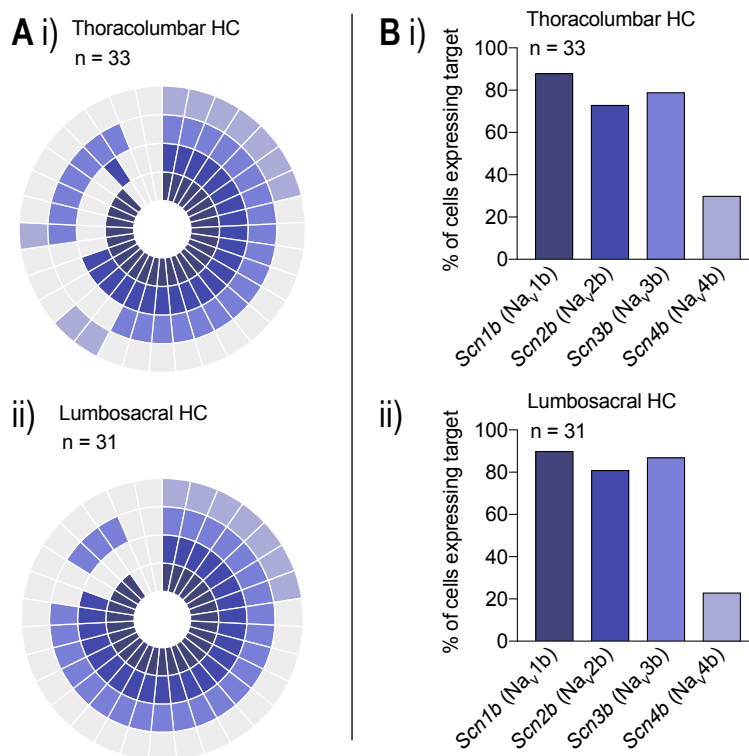 A i) Thoracolumbar HC
n = 33
ii) Lumbosacral HC
n = 31
B i) Thoracolumbar HC
n = 33
% of cells expressing target
100
80
60
40
20
0
Scn1b (Nav1b)
Scn2b (Nav2b)
Scn3b (Nav3b)
Scn4b (Nav4b)
ii) Lumbosacral HC
n = 31
% of cells expressing target
100
80
60
40
20
0
Scn1b (Nav1b)
Scn2b (Nav2b)
Scn3b (Nav3b)
Scn4b (Nav4b)